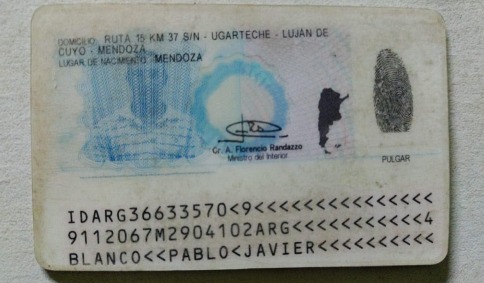 DOMICILIO: RUTA 15 KM 37 S/N - UGARTECHE - LUJAN DE
CUYO - MENDOZA
LUGAR DE NACIMIENTO: MENDOZA
Cr. A. Florencio Randazzo
Ministro del Interior
PULGAR
IDARG36633570<9<<<<<<<<<<<<<<<
9112067M2904102ARG<<<<<<<<<<<4
BLANCO<<PABLO<JAVIER<<<<<<<<<<